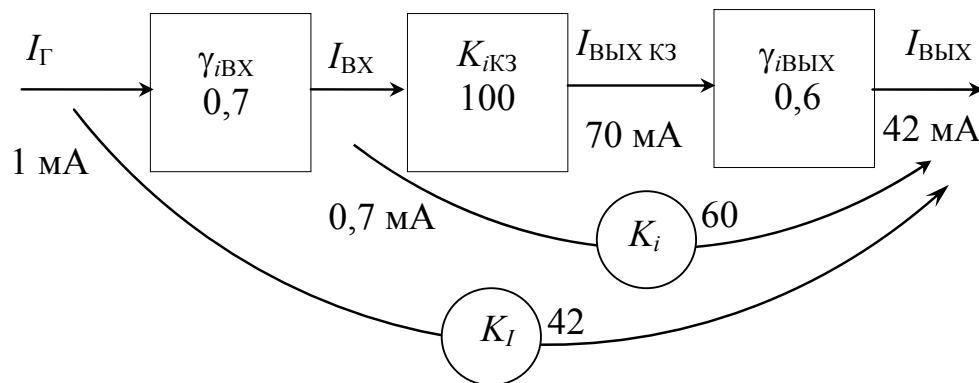 I_Г
γ_iВХ
0,7
I_ВХ
K_iКЗ
100
I_ВЫХ КЗ
γ_iВЫХ
0,6
I_ВЫХ
1 мА
0,7 мА
70 мА
42 мА
K_i
60
K_I
42